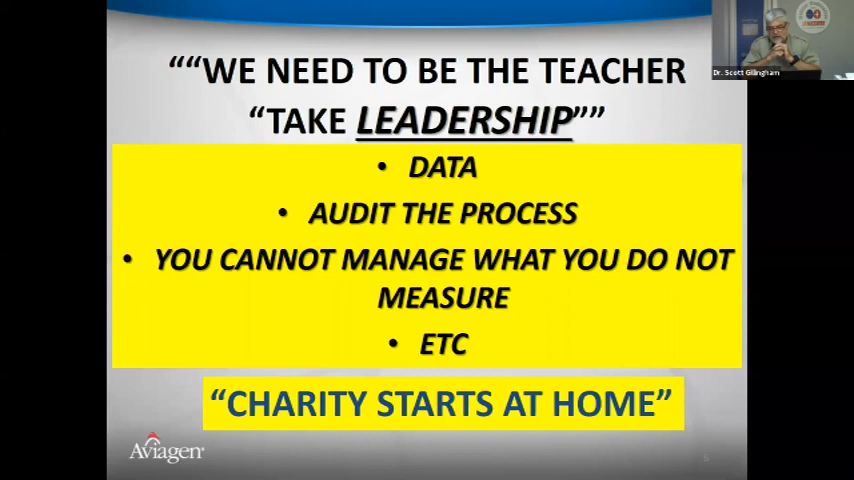 ““WE NEED TO BE THE TEACHER
“TAKE LEADERSHIP””
• DATA
• AUDIT THE PROCESS
• YOU CANNOT MANAGE WHAT YOU DO NOT
MEASURE
• ETC
“CHARITY STARTS AT HOME”
Aviagen
Dr. Scott Gillingham